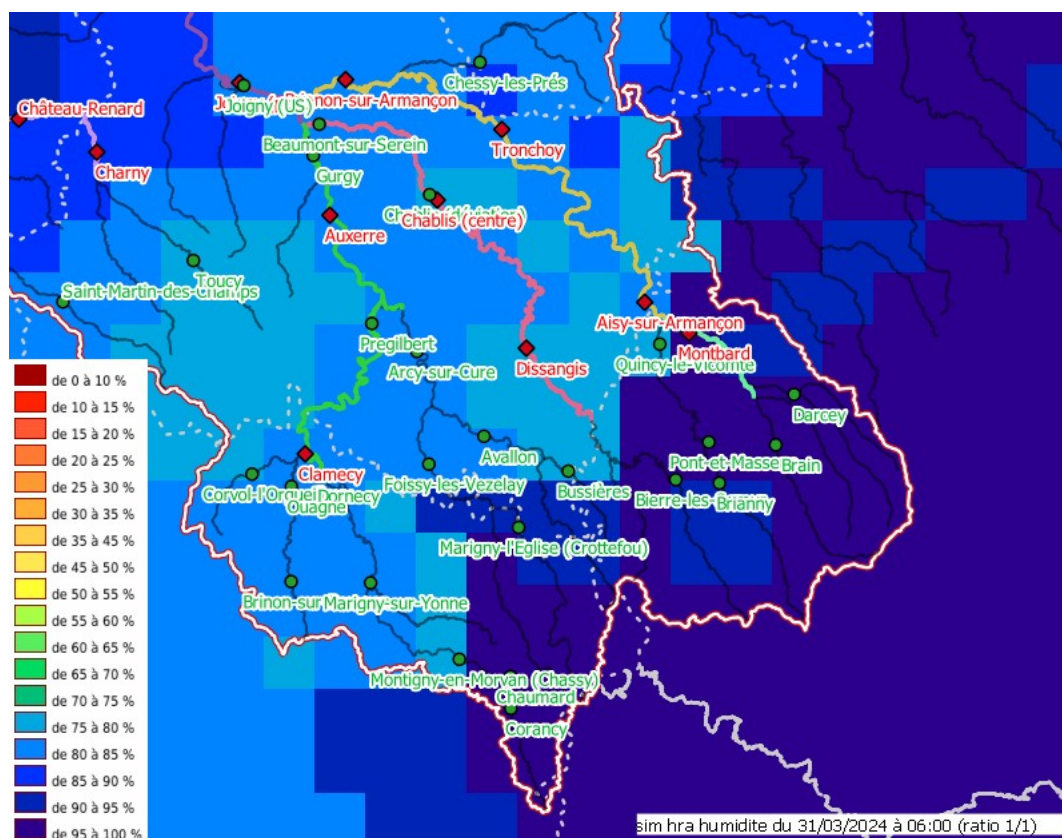 Chessy-les-Prés
Brienon-sur-Armançon
Joigny (US)
Château-Renard
Tronchoy
Beaumont-sur-Serein
Charny
Gurgy
Chablis (centre)
Auxerre
Toucy
Saint-Martin-des-Champs
Aisy-sur-Armançon
Pregilbert
Montbard
Arcy-sur-Cure
Dissangis
Quincy-le-Vicomte
Darcey
Avallon
Pont-et-Masse
Brain
Clamecy
Foissy-les-Vezelay
Bussières
Corvol-l'Orgueil
Dornecy
Bierre-les-
Brianny
Ouagne
Marigny-l'Eglise (Crottefou)
Brinon-sur
Marigny-sur-Yonne
Montigny-en-Morvan (Chassy)
Chaumard
Corancy
de 0 à 10 %
de 10 à 15 %
de 15 à 20 %
de 20 à 25 %
de 25 à 30 %
de 30 à 35 %
de 35 à 45 %
de 45 à 50 %
de 50 à 55 %
de 55 à 60 %
de 60 à 65 %
de 65 à 70 %
de 70 à 75 %
de 75 à 80 %
de 80 à 85 %
de 85 à 90 %
de 90 à 95 %
de 95 à 100 %
sim hra humidite du 31/03/2024 à 06:00 (ratio 1/1)